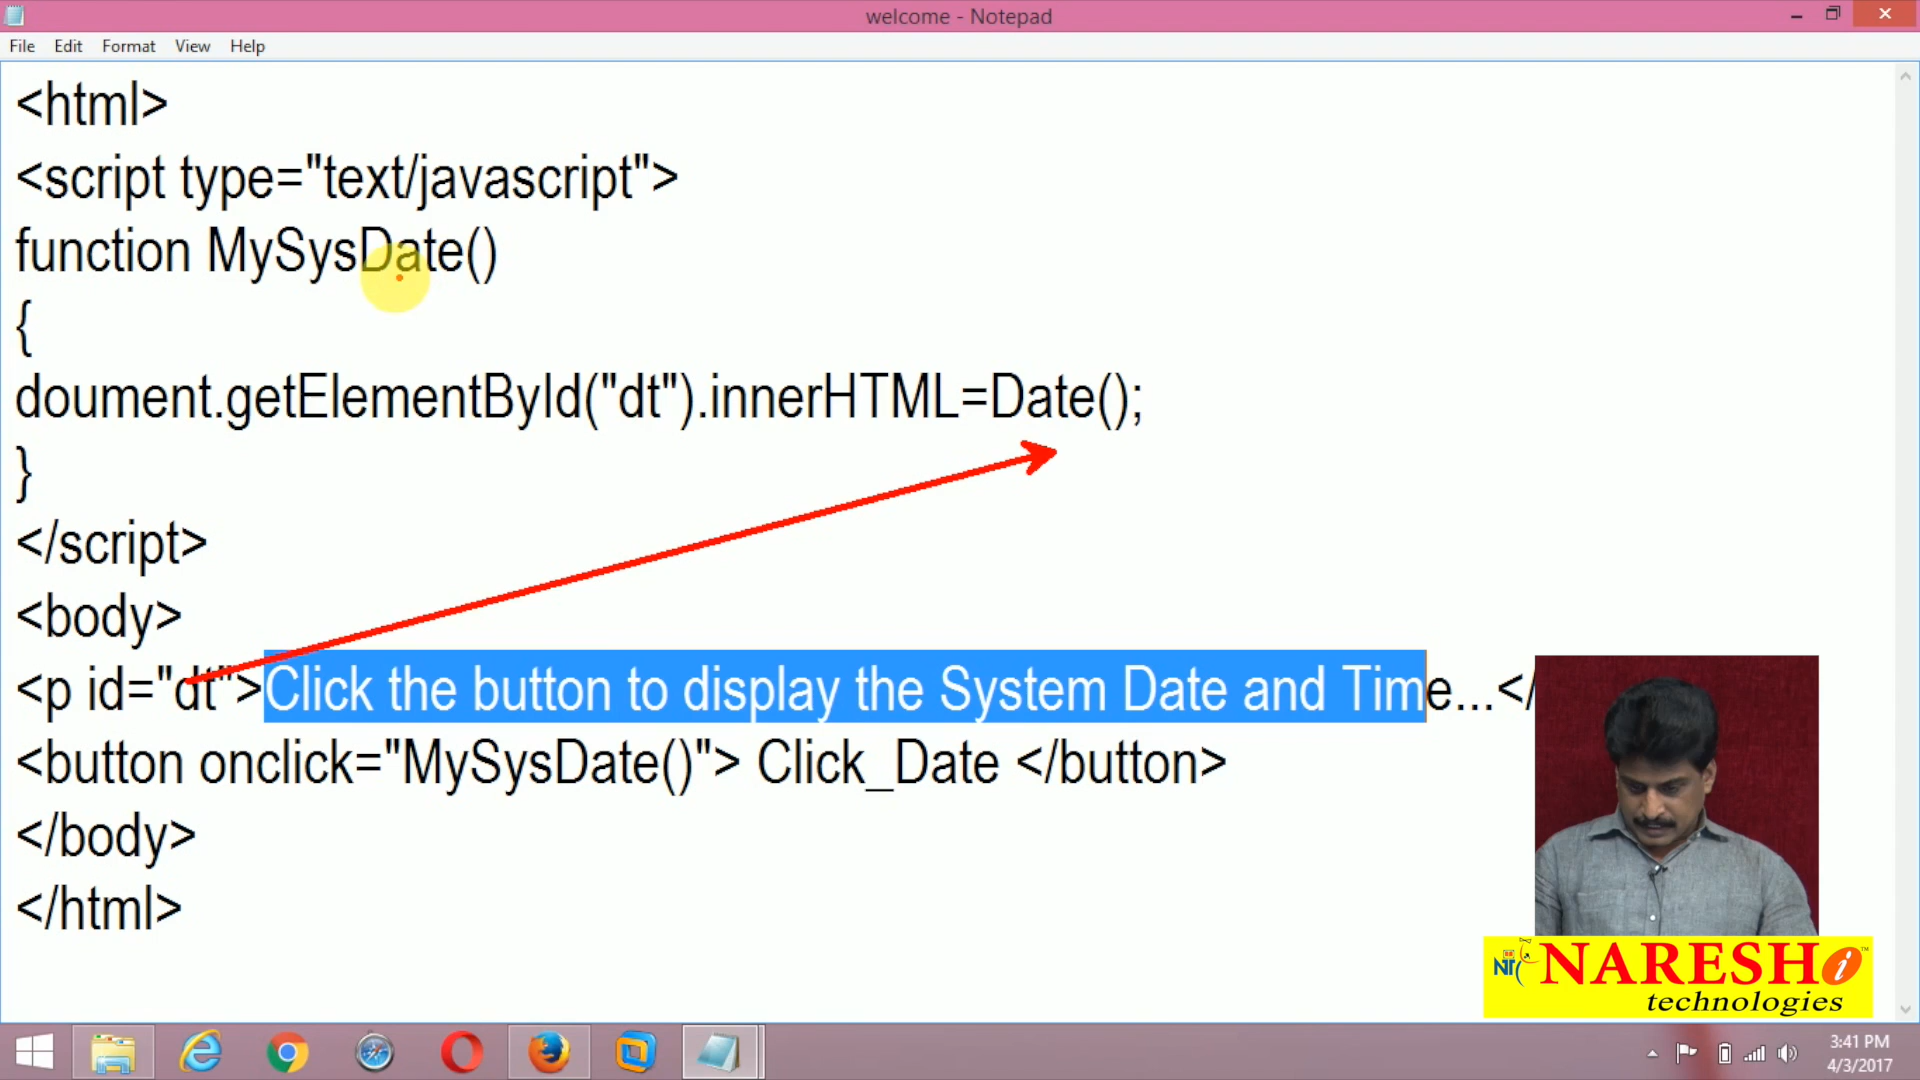 welcome - Notepad
File Edit Format View Help
<html>
<script type="text/javascript">
function MySysDate()
{
doument.getElementById("dt").innerHTML=Date();
}
</script>
<body>
<p id="dt">Click the button to display the System Date and Time...</
<button onclick="MySysDate()"> Click_Date </button>
</body>
</html>
NARESH i
technologies
3:41 PM
4/3/2017